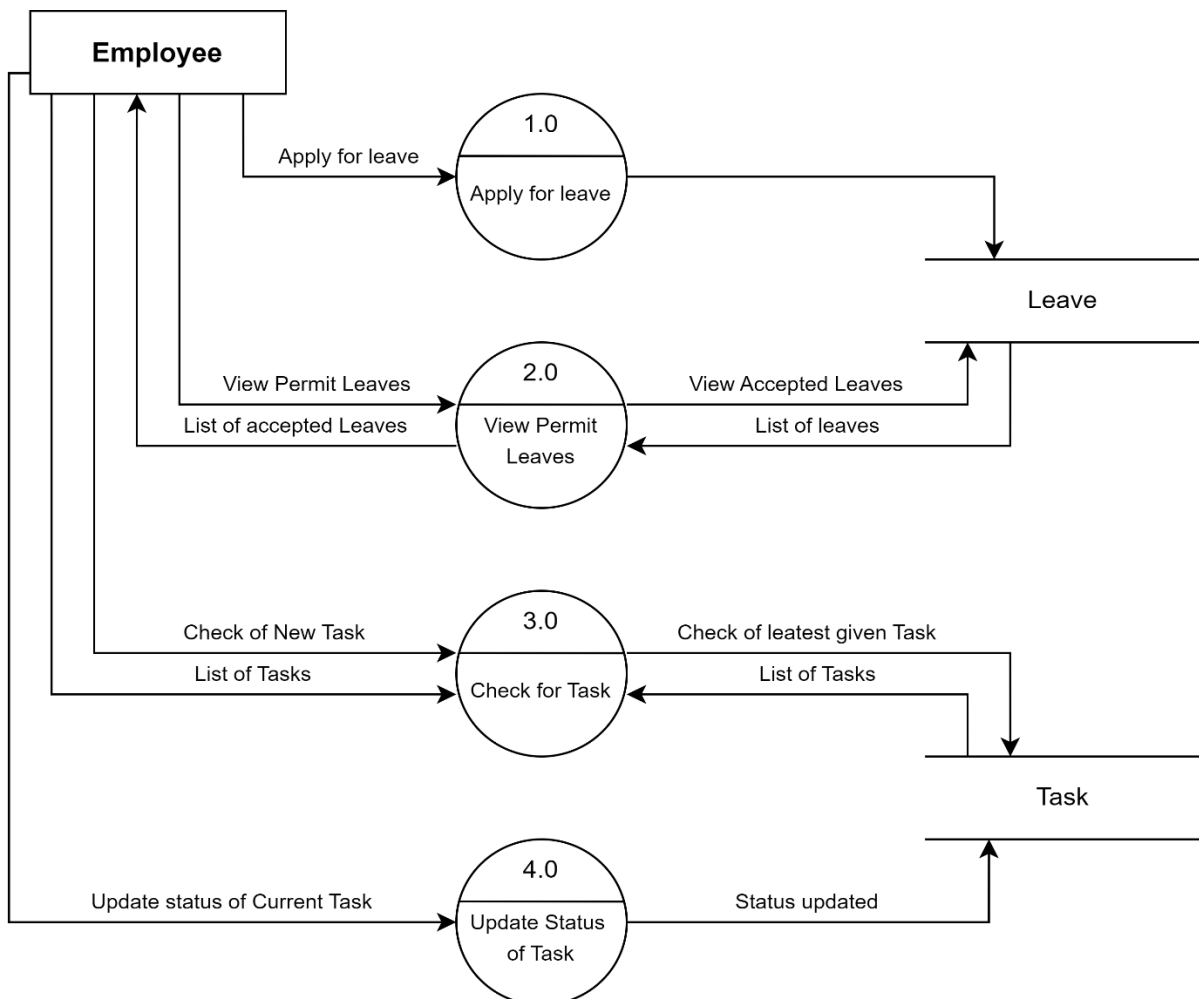 Employee
1.0
Apply for leave
Apply for leave
Leave
2.0
View Permit Leaves
View Accepted Leaves
List of accepted Leaves
View Permit
Leaves
List of leaves
3.0
Check of New Task
Check of leatest given Task
List of Tasks
Check for Task
List of Tasks
Task
4.0
Update status of Current Task
Update Status
of Task
Status updated